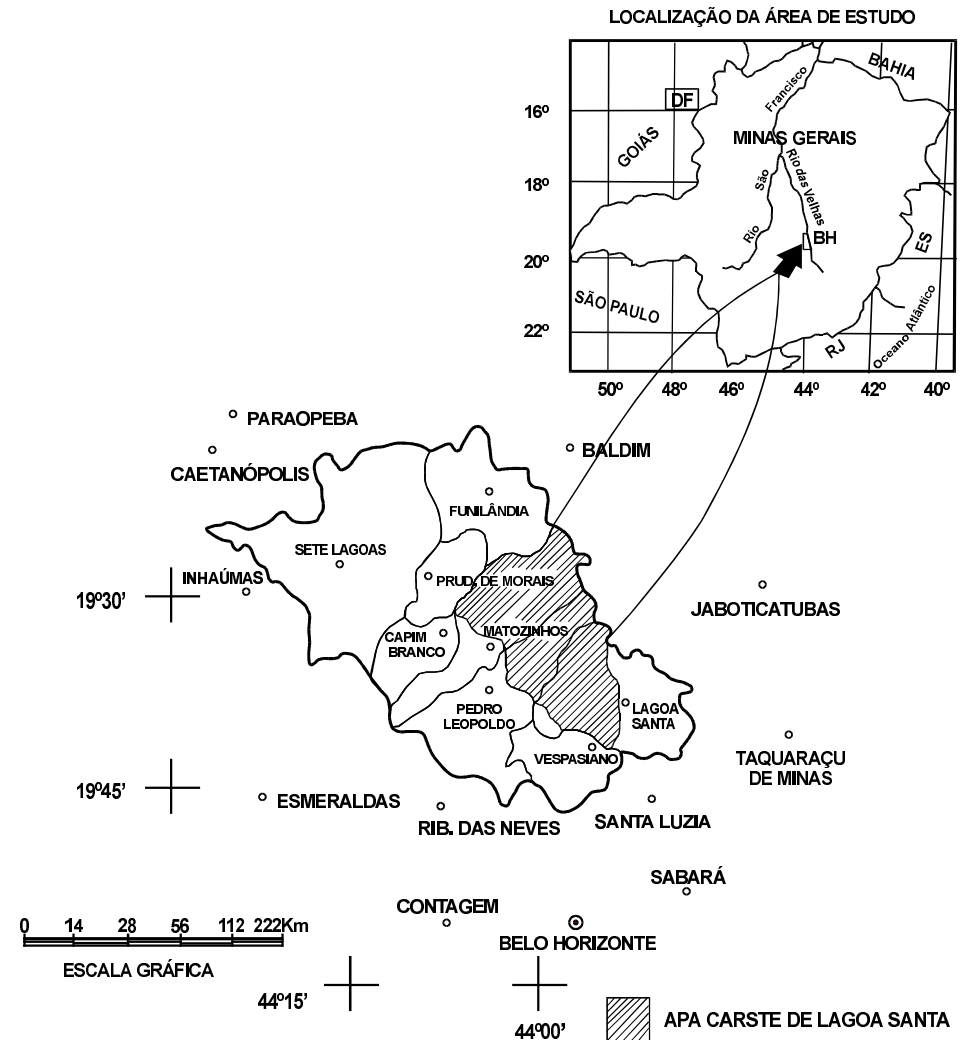 LOCALIZAÇÃO DA ÁREA DE ESTUDO
BAHIA
DF
Francisco
16º
GOIÁS
MINAS GERAIS
Rio das Velhas
18º
São
Rio
BH
ES
20º
SÃO PAULO
Oceano Atlântico
22º
RJ
50º 48º 46º 44º 42º 40º
PARAOPEBA
CAETANÓPOLIS
BALDIM
FUNILÂNDIA
SETE LAGOAS
INHAÚMAS
PRUD. DE MORAIS
19º30'
JABOTICATUBAS
CAPIM
BRANCO
MATOZINHOS
PEDRO
LEOPOLDO
LAGOA
SANTA
VESPASIANO
TAQUARAÇU
DE MINAS
19º45'
ESMERALDAS
RIB. DAS NEVES
SANTA LUZIA
SABARÁ
CONTAGEM
BELO HORIZONTE
0 14 28 56 112 222Km
ESCALA GRÁFICA
44º15'
44º00'
APA CARSTE DE LAGOA SANTA